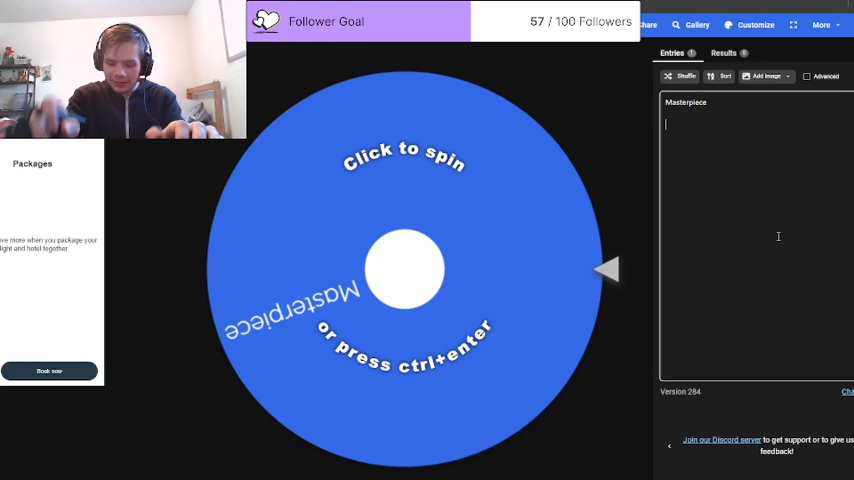 Follower Goal
57 / 100 Followers
hare
Gallery
Customize
More
Entries 1
Results 0
Shuffle
Sort
Add image
Advanced
Masterpiece
Packages
ve more when you package your
light and hotel together
Book now
Click to spin
Masterpiece
or press ctrl+enter
Version 284
Cha
Join our Discord server to get support or to give us
feedback!